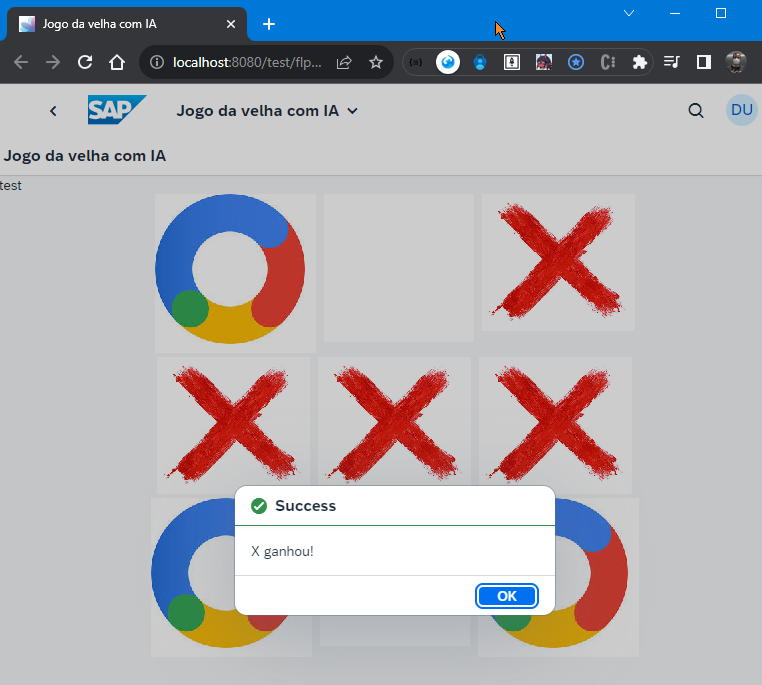 Jogo da velha com IA
localhost:8080/test/flp...
SAP
Jogo da velha com IA
DU
Jogo da velha com IA
test
Success
X ganhou!
OK